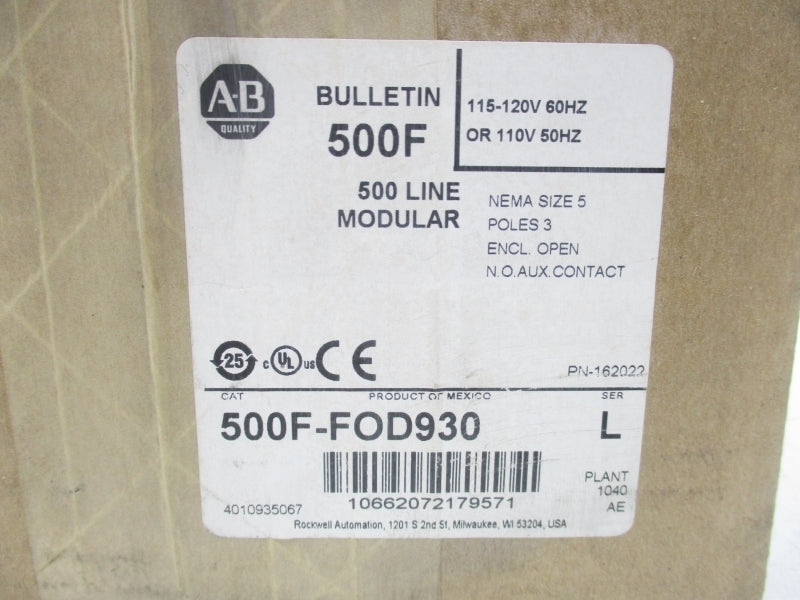 A-B
QUALITY
BULLETIN
500F
115-120V 60HZ
OR 110V 50HZ
500 LINE
MODULAR
NEMA SIZE 5
POLES 3
ENCL. OPEN
N.O.AUX.CONTACT
25
c UL us CE
PN-162022
CAT PRODUCT OF MEXICO SER
500F-FOD930 L
PLANT
1040
AE
4010935067
10662072179571
Rockwell Automation, 1201 S 2nd St, Milwaukee, WI 53204, USA